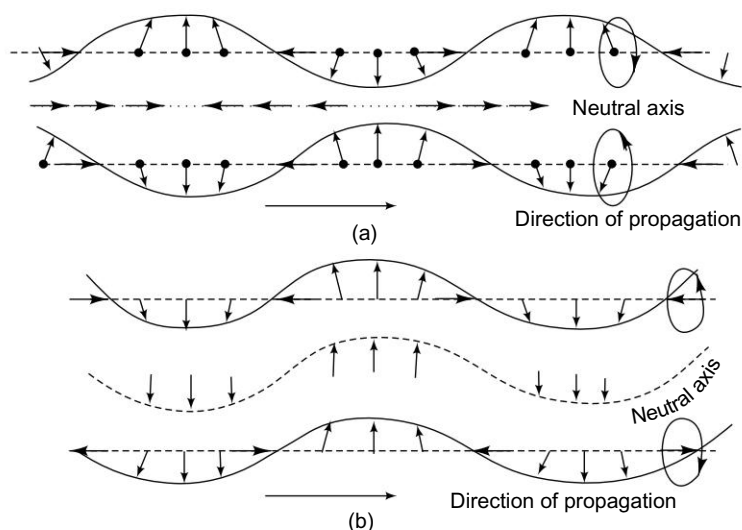 Neutral axis
Direction of propagation
(a)
Neutral axis
Direction of propagation
(b)